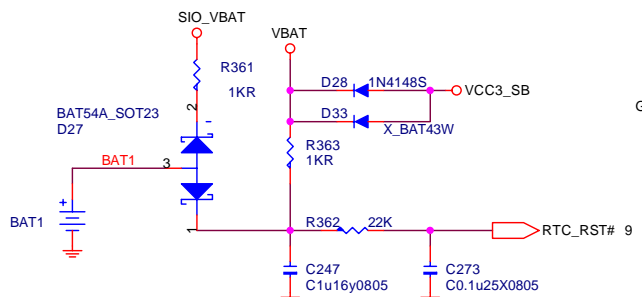 SIO_VBAT
VBAT
R361
1KR
D28
1N4148S
VCC3_SB
G
2
BAT54A_SOT23
D27
D33
X_BAT43W
R363
1KR
BAT1
3
+
BAT1
1
R362
22K
RTC_RST#
9
C247
C1u16y0805
C273
C0.1u25X0805